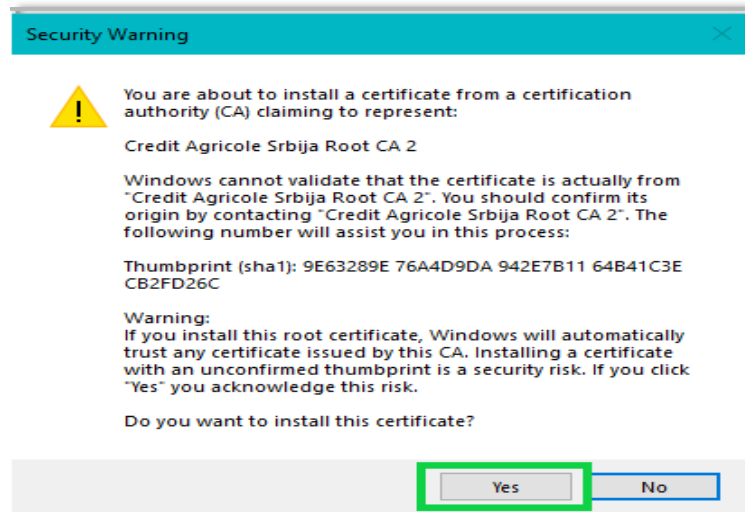 Security Warning
You are about to install a certificate from a certification
authority (CA) claiming to represent:
Credit Agricole Srbija Root CA 2
Windows cannot validate that the certificate is actually from
"Credit Agricole Srbija Root CA 2". You should confirm its
origin by contacting "Credit Agricole Srbija Root CA 2". The
following number will assist you in this process:
Thumbprint (sha1): 9E63289E 76A4D9DA 942E7B11 64B41C3E
CB2FD26C
Warning:
If you install this root certificate, Windows will automatically
trust any certificate issued by this CA. Installing a certificate
with an unconfirmed thumbprint is a security risk. If you click
"Yes" you acknowledge this risk.
Do you want to install this certificate?
Yes
No